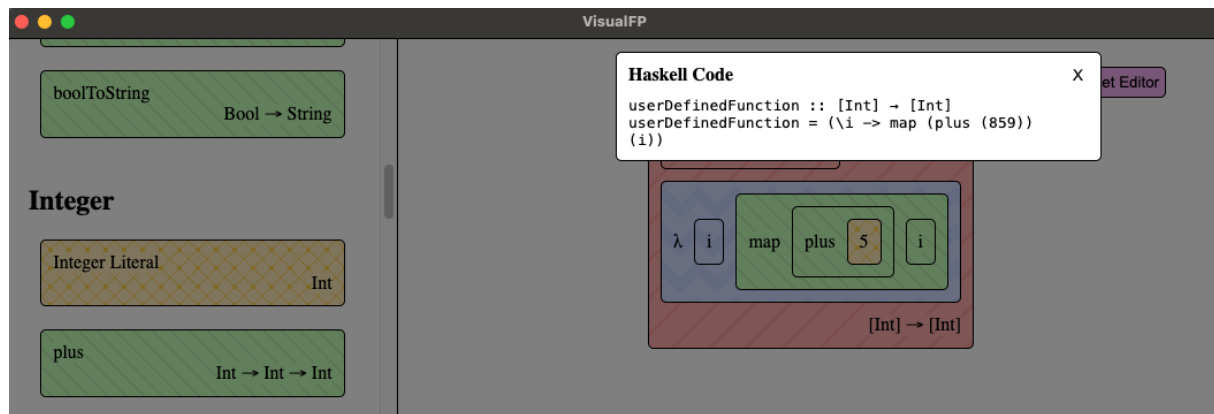 VisualFP
boolToString
Bool → String
Integer
Integer Literal
Int
plus
Int → Int → Int
Haskell Code
X
userDefinedFunction :: [Int] → [Int]
userDefinedFunction = (\i -> map (plus (859))
(i))
Editor
λ i map plus 5 i
[Int] → [Int]